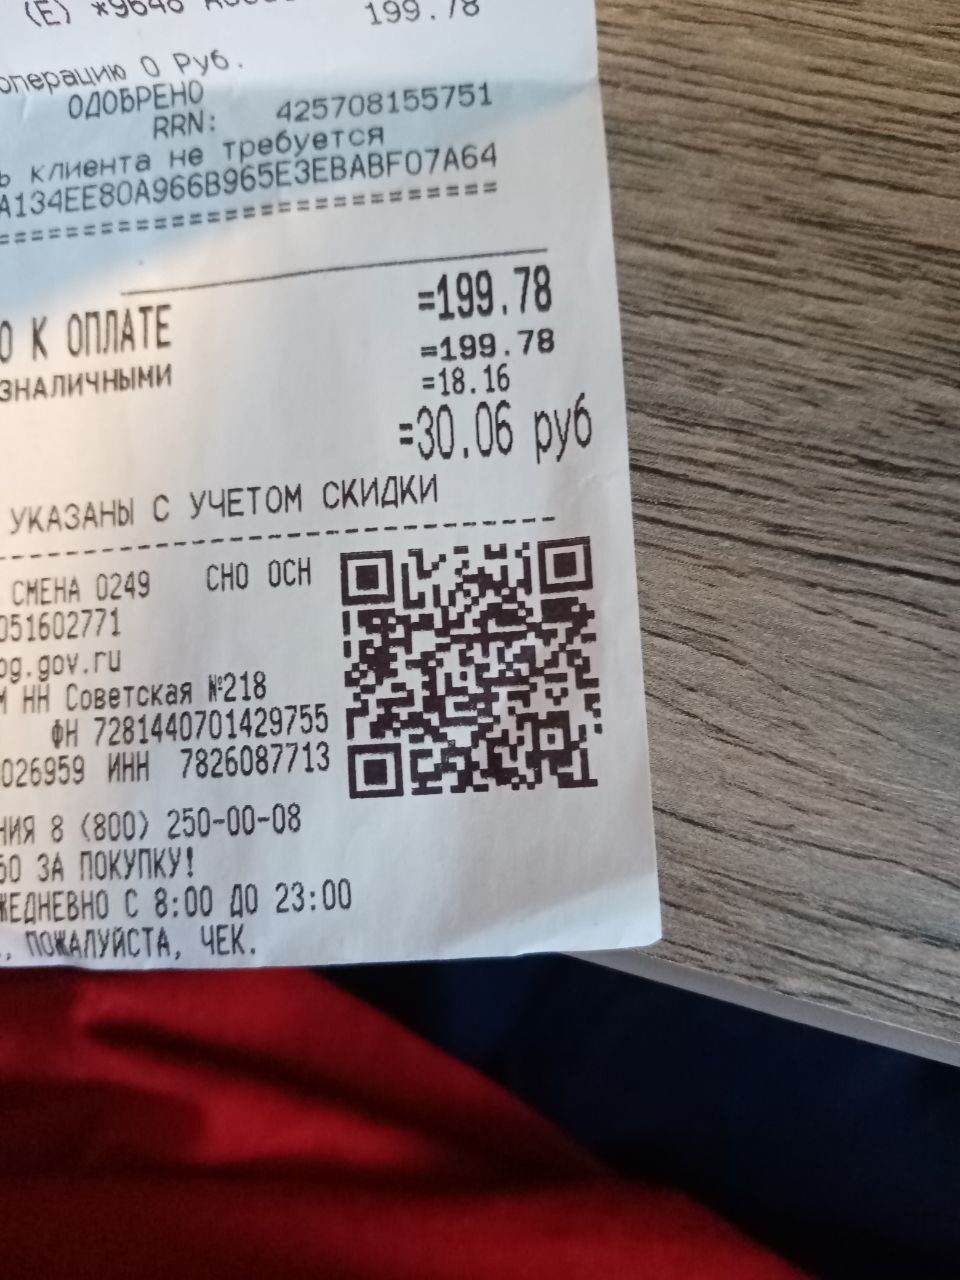 (E) *9646
199.78
операцию 0 Руб.
ОДОБРЕНО
RRN: 425708155751
Ь клиента не требуется
A134EE80A966B965E3EBABF07A64
===========================
О К ОПЛАТЕ =199.78
ЗНАЛИЧНЫМИ =199.78
=18.16
=30.06 руб
УКАЗАНЫ С УЧЕТОМ СКИДКИ
СМЕНА 0249 СНО ОСН
051602771
og.gov.ru
М НН Советская №218
ФН 7281440701429755
026959 ИНН 7826087713
НИЯ 8 (800) 250-00-08
БО ЗА ПОКУПКУ!
ЖЕДНЕВНО С 8:00 ДО 23:00
., ПОЖАЛУЙСТА, ЧЕК.